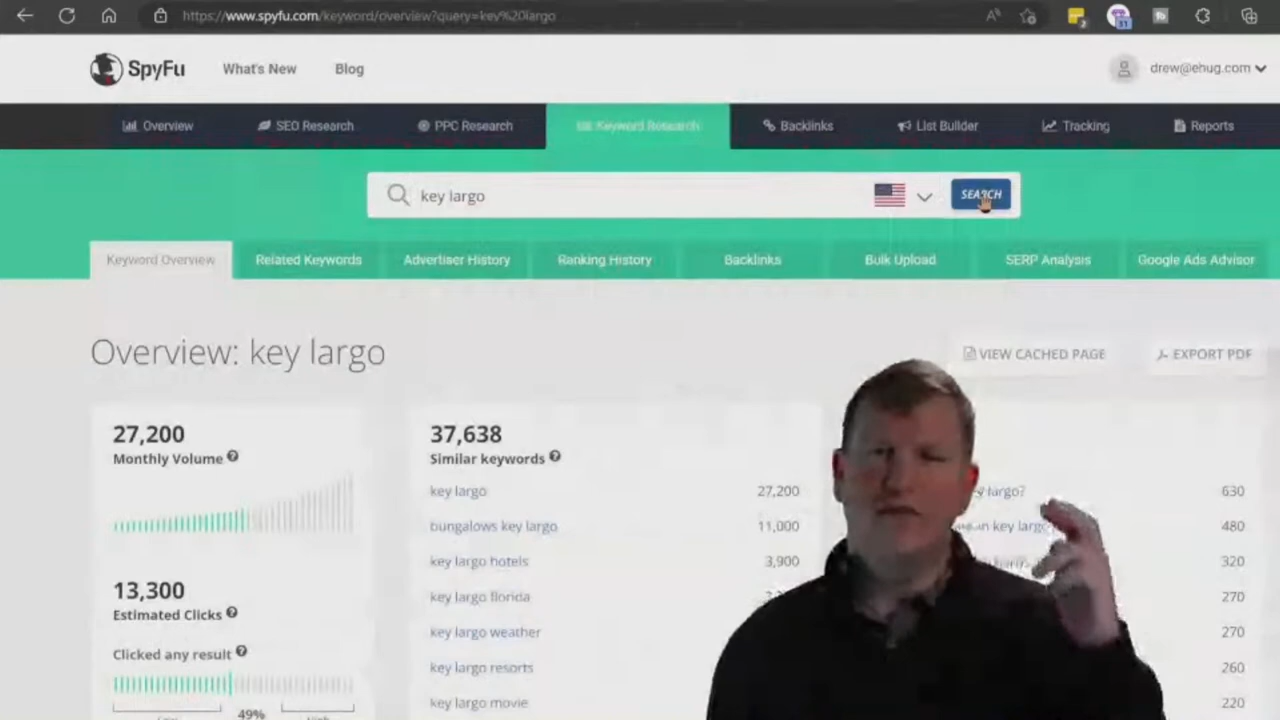 https://www.spyfu.com/keyword/overview?query=key%20largo
SpyFu What's New Blog drew@ehug.com
Overview SEO Research PPC Research Keyword Research Backlinks List Builder Tracking Reports
key largo SEARCH
Keyword Overview Related Keywords Advertiser History Ranking History Backlinks Bulk Upload SERP Analysis Google Ads Advisor
Overview: key largo
VIEW CACHED PAGE EXPORT PDF
27,200
Monthly Volume
13,300
Estimated Clicks
Clicked any result
49%
37,638
Similar keywords
key largo 27,200
bungalows key largo 11,000
key largo hotels 3,900
key largo florida
key largo weather
key largo resorts
key largo movie
largo? 630
key largo 480
320
270
270
260
220